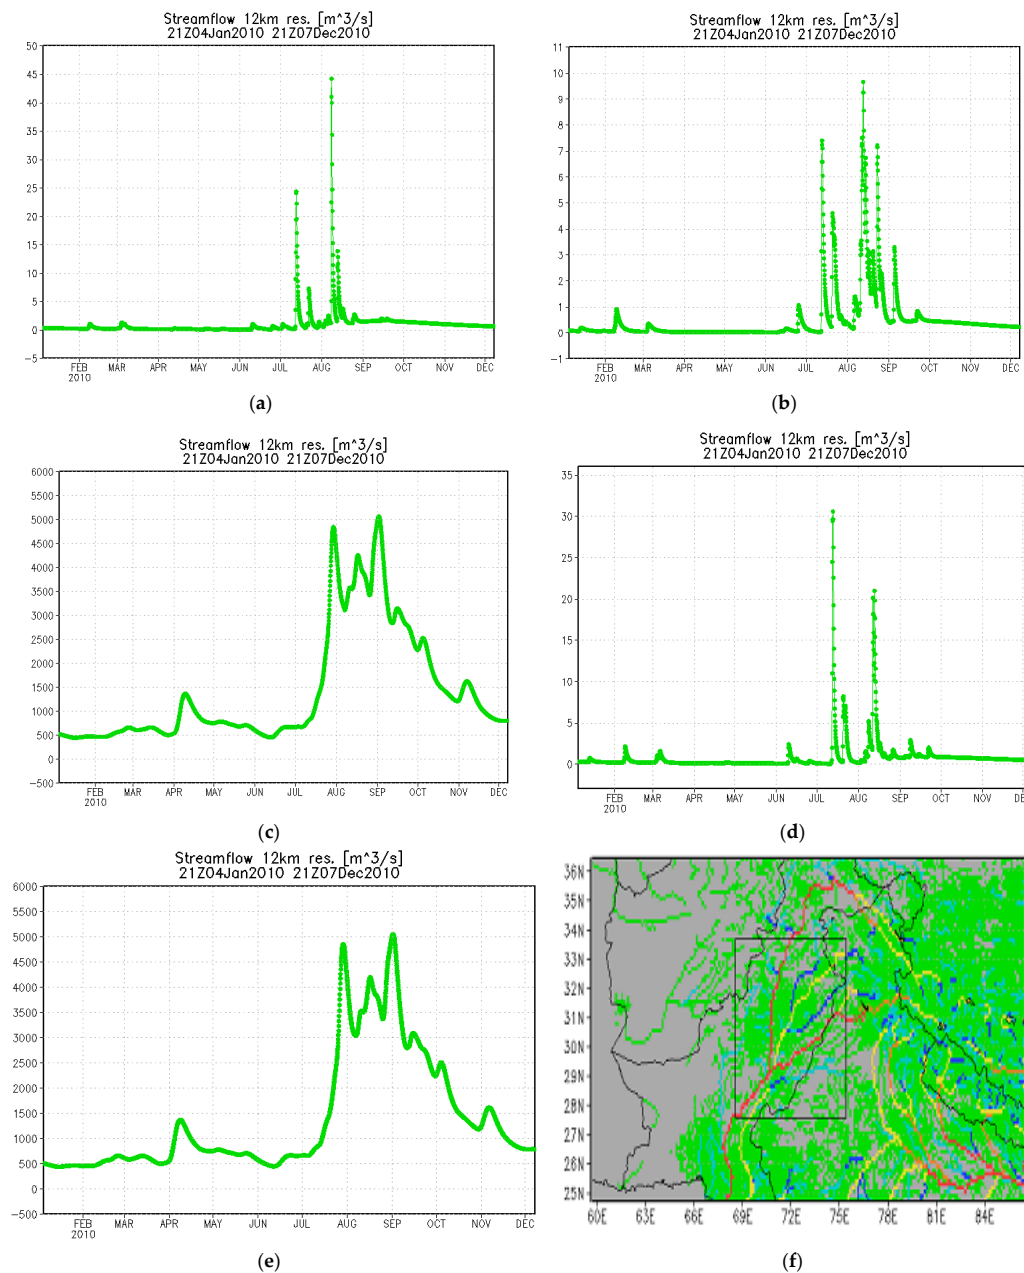 Streamflow 12km res. [m^3/s]
21Z04Jan2010 21Z07Dec2010
50
45
40
35
30
25
20
15
10
5
0
-5
FEB MAR APR MAY JUN JUL AUG SEP OCT NOV DEC
2010
(a)
Streamflow 12km res. [m^3/s]
21Z04Jan2010 21Z07Dec2010
11
10
9
8
7
6
5
4
3
2
1
0
-1
FEB MAR APR MAY JUN JUL AUG SEP OCT NOV DEC
2010
(b)
Streamflow 12km res. [m^3/s]
21Z04Jan2010 21Z07Dec2010
6000
5500
5000
4500
4000
3500
3000
2500
2000
1500
1000
500
0
-500
FEB MAR APR MAY JUN JUL AUG SEP OCT NOV DEC
2010
(c)
Streamflow 12km res. [m^3/s]
21Z04Jan2010 21Z07Dec2010
35
30
25
20
15
10
5
0
FEB MAR APR MAY JUN JUL AUG SEP OCT NOV DEC
2010
(d)
Streamflow 12km res. [m^3/s]
21Z04Jan2010 21Z07Dec2010
6000
5500
5000
4500
4000
3500
3000
2500
2000
1500
1000
500
0
-500
FEB MAR APR MAY JUN JUL AUG SEP OCT NOV DEC
2010
(e)
36N
35N
34N
33N
32N
31N
30N
29N
28N
27N
26N
25N
60E 63E 66E 69E 72E 75E 78E 81E 84E
(f)